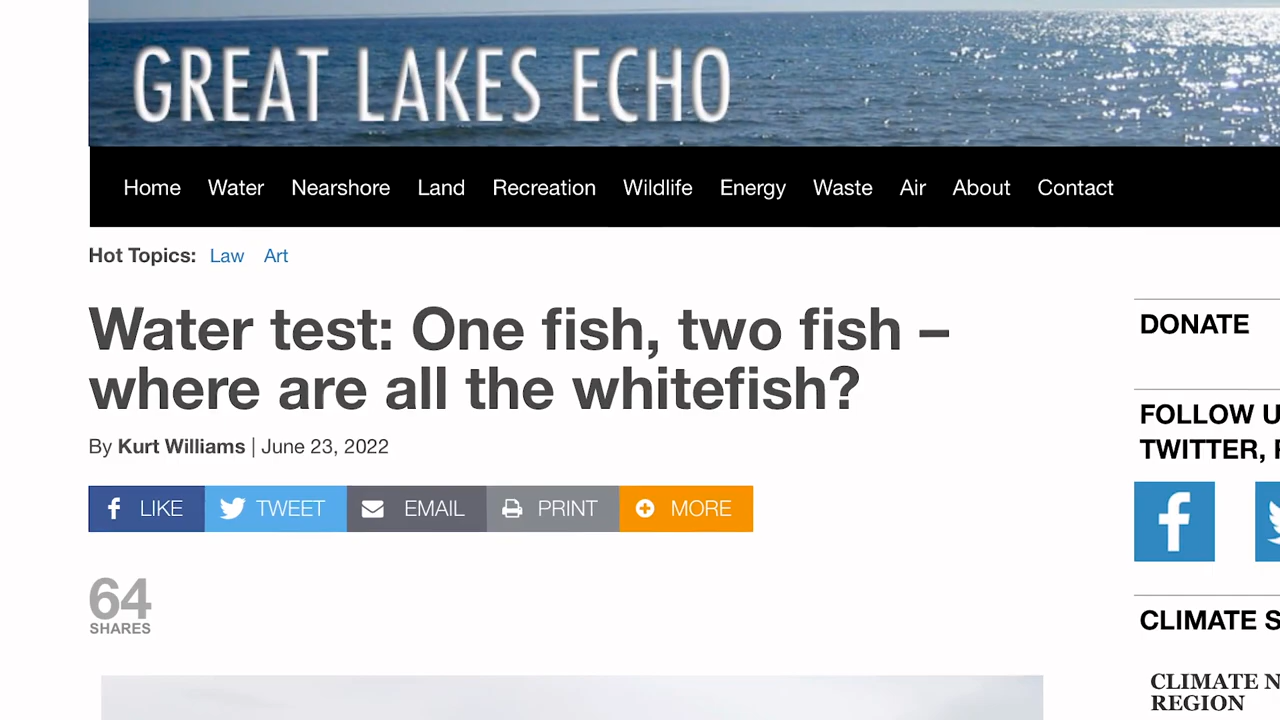 GREAT LAKES ECHO
Home Water Nearshore Land Recreation Wildlife Energy Waste Air About Contact
Hot Topics: Law Art
Water test: One fish, two fish –
where are all the whitefish?
By Kurt Williams | June 23, 2022
LIKE TWEET EMAIL PRINT MORE
64
SHARES
DONATE
FOLLOW U
TWITTER,
CLIMATE S
CLIMATE N
REGION